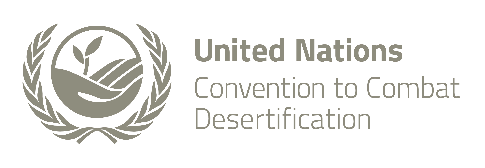 United Nations
Convention to Combat
Desertification